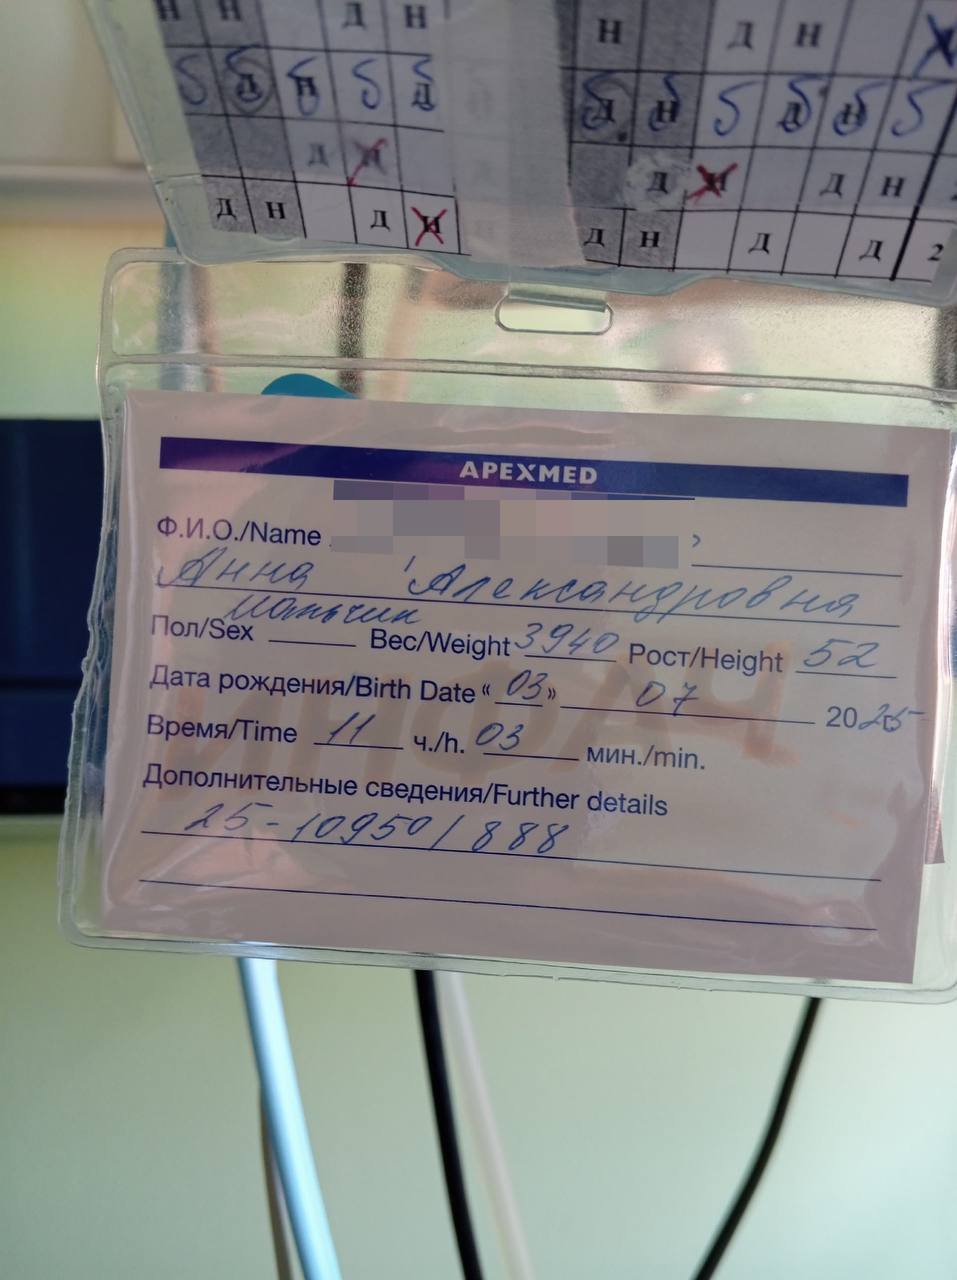 Н Н Д Н
Н Д Н
б б б б б
Д Н Д
б б б б б б
Д Н Д Н
Д Н
Д Н Д Н
Д Н Д Н
Д Н Д Д 2
APEXMED
Ф.И.О./Name
Анна Александровна
мальчик
Пол/Sex Вес/Weight 3940 Рост/Height 52
Дата рождения/Birth Date « 03 » 07 2025
Время/Time 11 ч./h. 03 мин./min.
Дополнительные сведения/Further details
25-10950/888